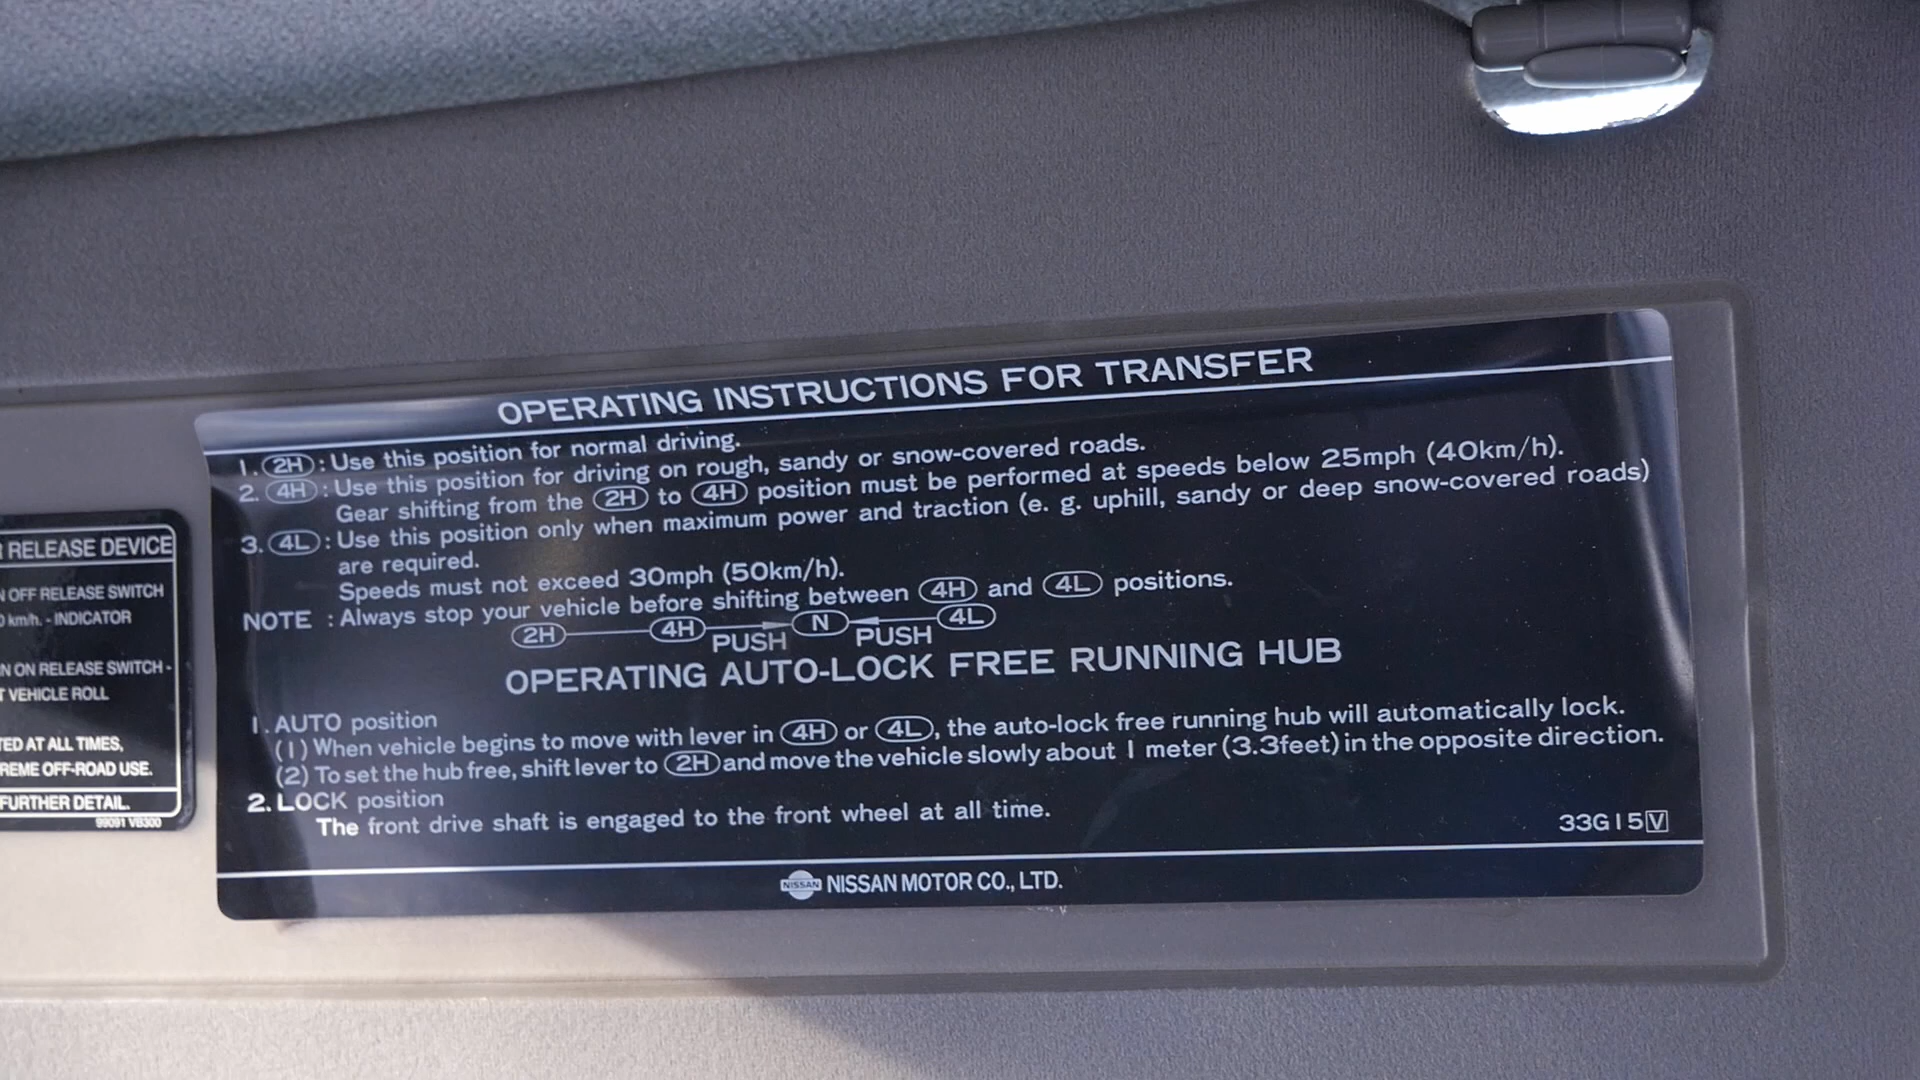 OPERATING INSTRUCTIONS FOR TRANSFER
1. 2H : Use this position for normal driving.
2. 4H : Use this position for driving on rough, sandy or snow-covered roads.
Gear shifting from the 2H to 4H position must be performed at speeds below 25mph (40km/h).
3. 4L : Use this position only when maximum power and traction (e. g. uphill, sandy or deep snow-covered roads)
are required.
Speeds must not exceed 30mph (50km/h).
NOTE : Always stop your vehicle before shifting between 4H and 4L positions.
2H 4H PUSH N PUSH 4L
OPERATING AUTO-LOCK FREE RUNNING HUB
1. AUTO position
(1) When vehicle begins to move with lever in 4H or 4L, the auto-lock free running hub will automatically lock.
(2) To set the hub free, shift lever to 2H and move the vehicle slowly about 1 meter (3.3feet) in the opposite direction.
2. LOCK position
The front drive shaft is engaged to the front wheel at all time.
33G15V
NISSAN NISSAN MOTOR CO., LTD.
RELEASE DEVICE
OFF RELEASE SWITCH
km/h. - INDICATOR
ON RELEASE SWITCH -
VEHICLE ROLL
AT ALL TIMES,
OFF-ROAD USE.
FURTHER DETAIL.
99091 VB300